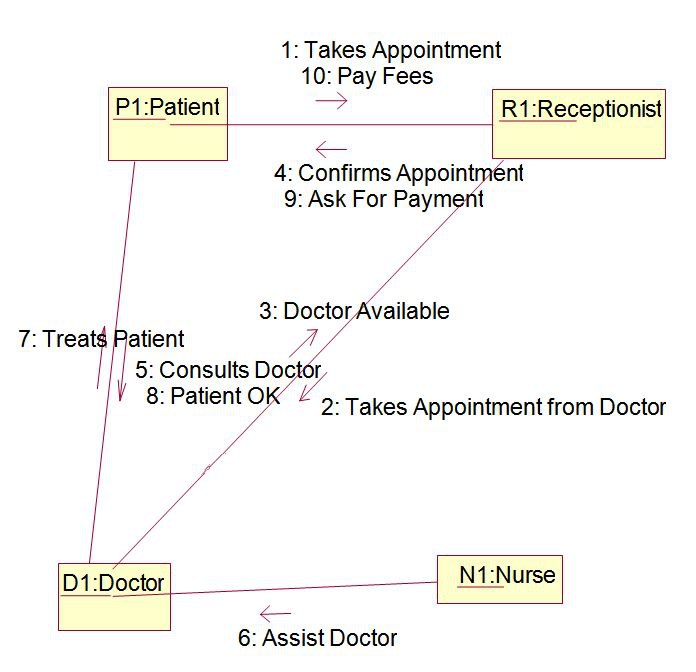 1: Takes Appointment
10: Pay Fees
P1:Patient
R1:Receptionist
4: Confirms Appointment
9: Ask For Payment
3: Doctor Available
7: Treats Patient
5: Consults Doctor
8: Patient OK
2: Takes Appointment from Doctor
D1:Doctor
N1:Nurse
6: Assist Doctor